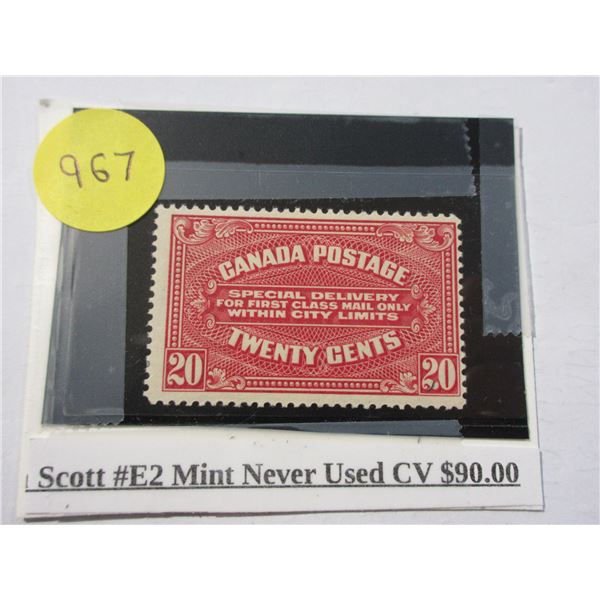 967
CANADA POSTAGE
SPECIAL DELIVERY
FOR FIRST CLASS MAIL ONLY
WITHIN CITY LIMITS
TWENTY CENTS
20 20
Scott #E2 Mint Never Used CV $90.00